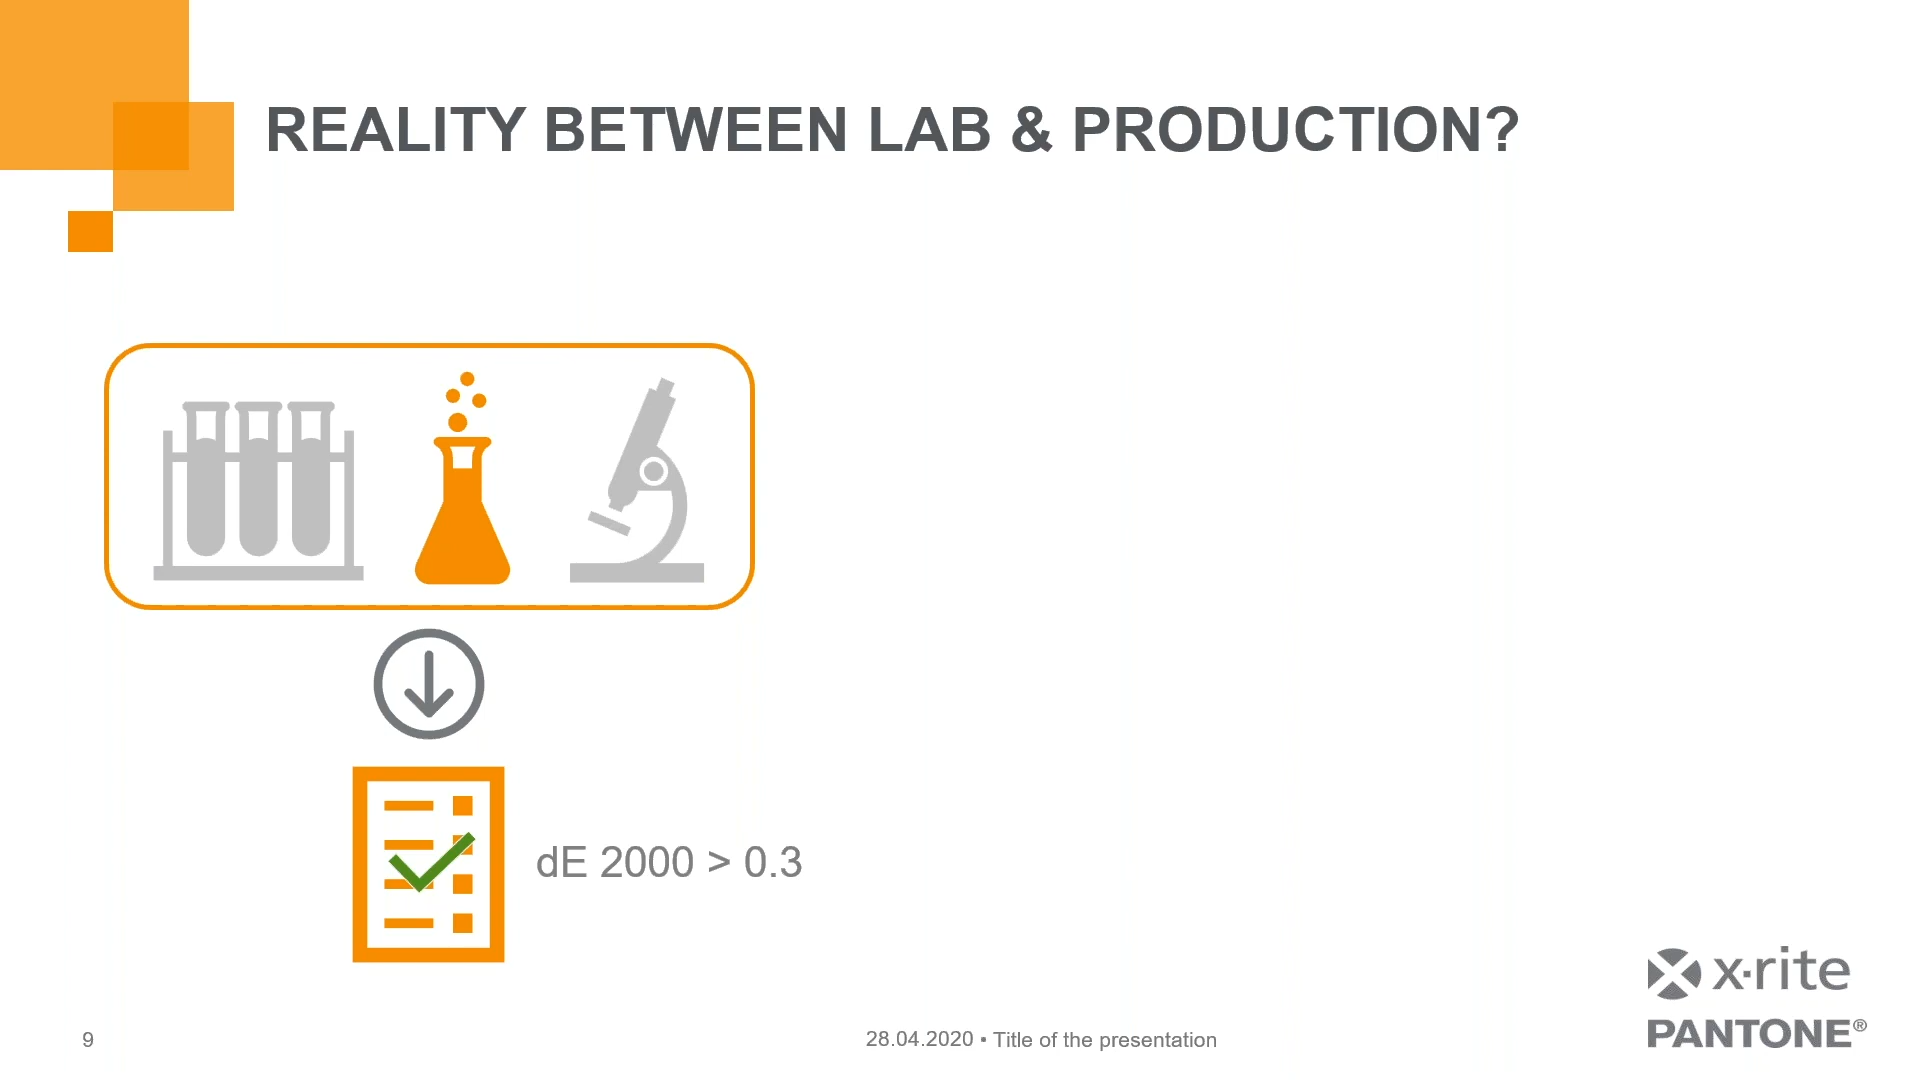 REALITY BETWEEN LAB & PRODUCTION?
dE 2000 > 0.3
x·rite
PANTONE®
9
28.04.2020 ▪ Title of the presentation